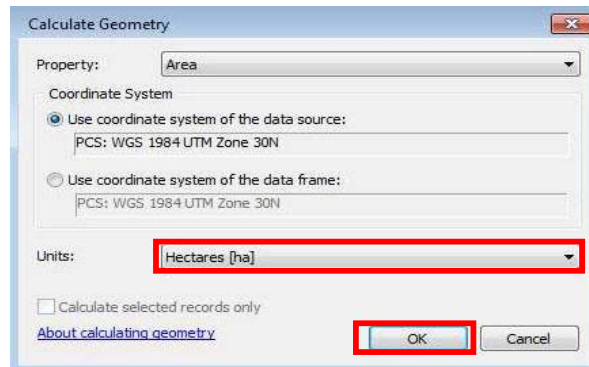 Calculate Geometry
Property: Area
Coordinate System
Use coordinate system of the data source:
PCS: WGS 1984 UTM Zone 30N
Use coordinate system of the data frame:
PCS: WGS 1984 UTM Zone 30N
Units: Hectares [ha]
Calculate selected records only
About calculating geometry OK Cancel